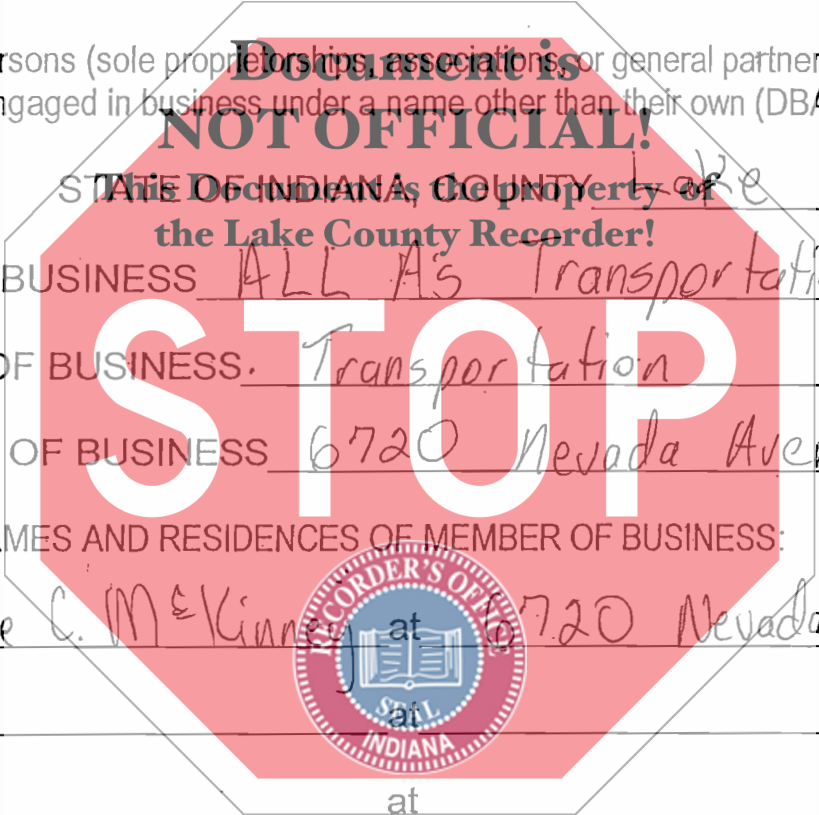 Document is
rsons (sole proprietorships, associations, or general partner
ngaged in business under a name other than their own (DBA
NOT OFFICIAL!
STATE OF INDIANA, COUNTY Lake
This Document is the property of
the Lake County Recorder!
BUSINESS ALL A's Transportati
OF BUSINESS. Transportation
STOP
OF BUSINESS 6720 Nevada Aven
MES AND RESIDENCES OF MEMBER OF BUSINESS:
e C. McKinney at 6720 Nevada
RECORDER'S OFFICE
at
SEAL
INDIANA
at